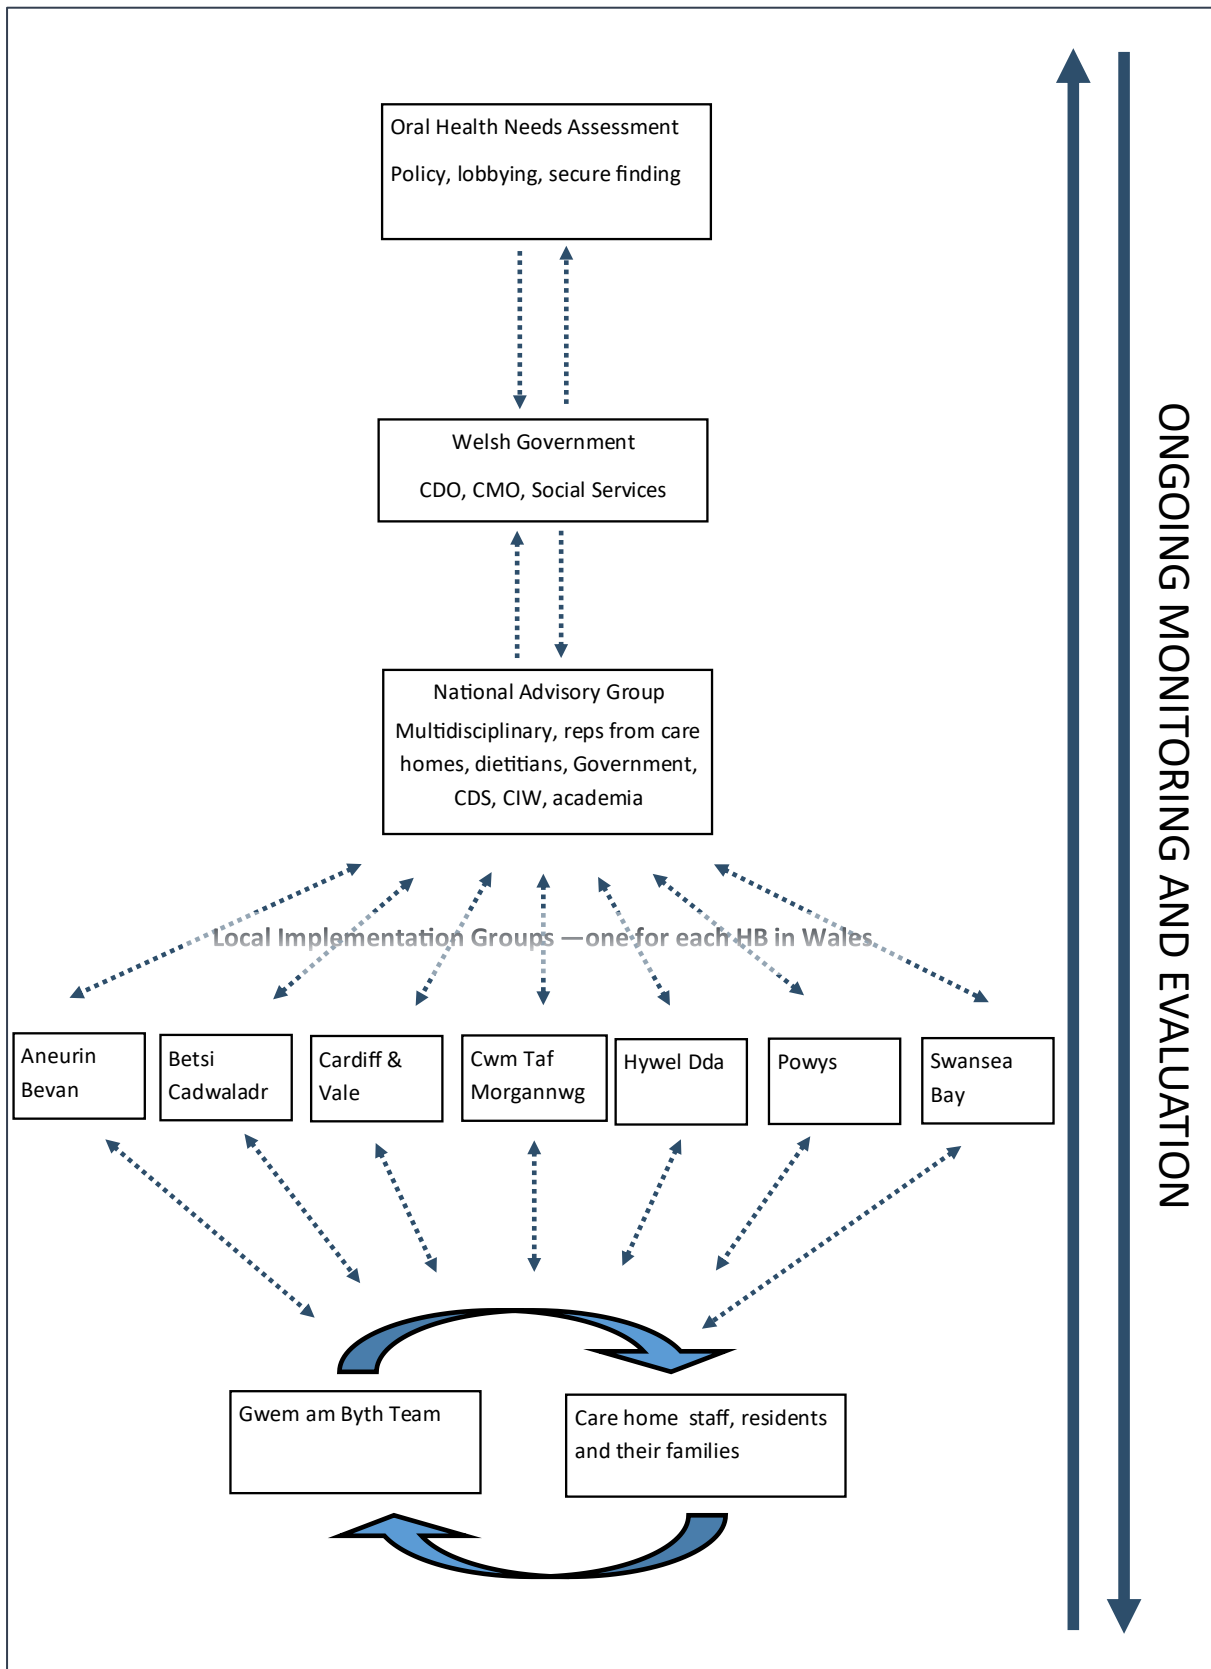 Oral Health Needs Assessment
Policy, lobbying, secure finding
Welsh Government
CDO, CMO, Social Services
National Advisory Group
Multidisciplinary, reps from care
homes, dietitians, Government,
CDS, CIW, academia
Local Implementation Groups —one for each HB in Wales
Aneurin
Bevan
Betsi
Cadwaladr
Cardiff &
Vale
Cwm Taf
Morgannwg
Hywel Dda
Powys
Swansea
Bay
Gwem am Byth Team
Care home  staff, residents
and their families
ONGOING MONITORING AND EVALUATION